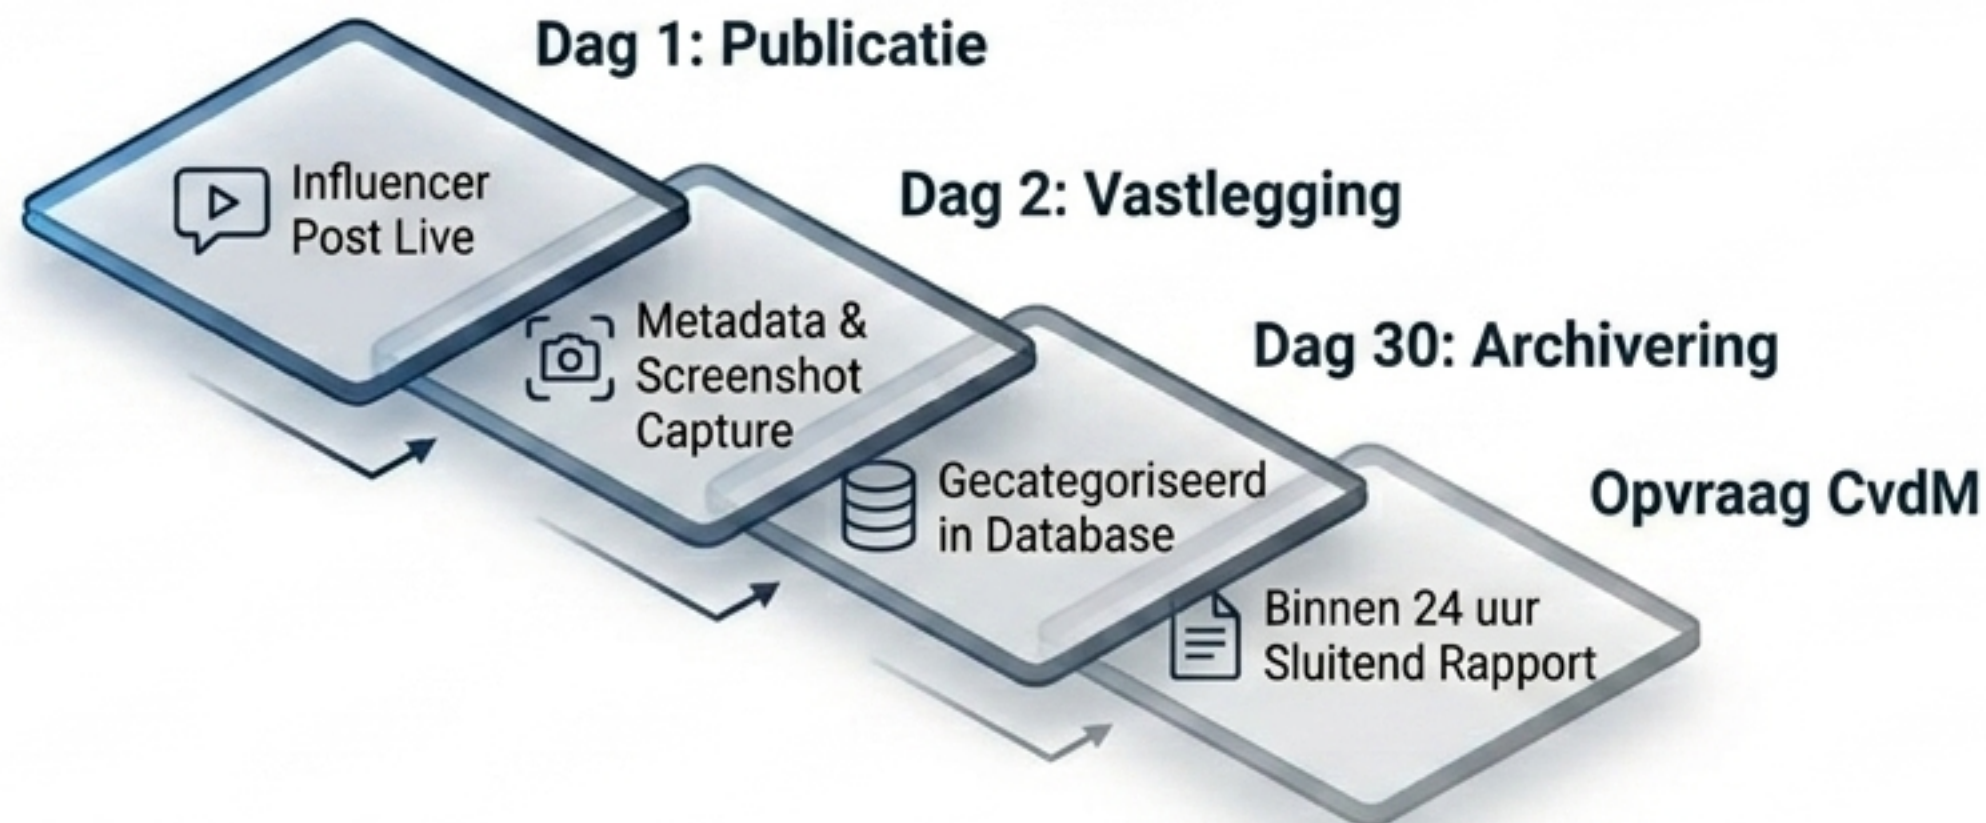 Dag 1: Publicatie
Influencer
Post Live
Dag 2: Vastlegging
Metadata &
Screenshot
Capture
Dag 30: Archivering
Gecategoriseerd
in Database
Opvraag CvdM
Binnen 24 uur
Sluitend Rapport